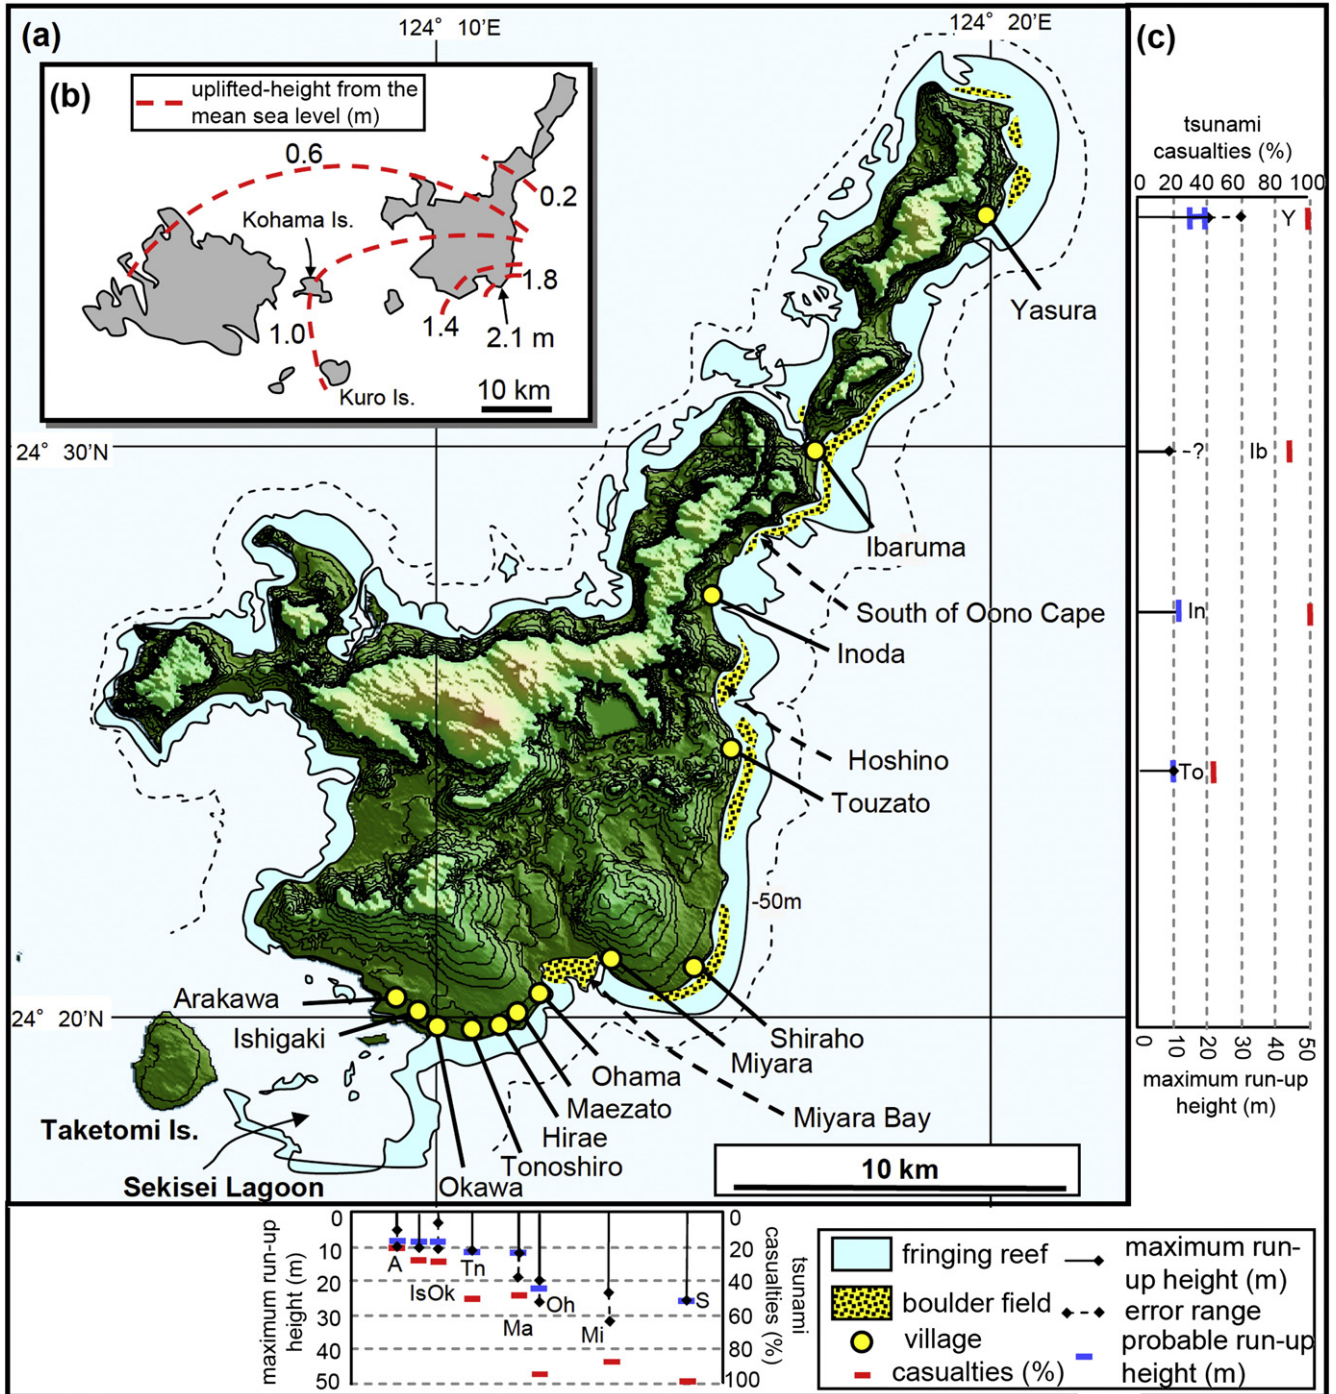 (a)
124° 10'E
124° 20'E
(b)
uplifted-height from the
mean sea level (m)
0.6
0.2
Kohama Is.
1.8
1.0
1.4
2.1 m
Kuro Is.
10 km
24° 30'N
24° 20'N
Yasura
Ibaruma
South of Oono Cape
Inoda
Hoshino
Touzato
-50m
Arakawa
Ishigaki
Shiraho
Miyara
Ohama
Maezato
Miyara Bay
Hirae
Tonoshiro
Okawa
Taketomi Is.
Sekisei Lagoon
10 km
(c)
tsunami
casualties (%)
0 20 40 60 80 100
Y
-?
Ib
In
To
0 10 20 30 40 50
maximum run-up
height (m)
maximum run-up
height (m)
0
10
20
30
40
50
A
Is
Ok
Tn
Ma
Oh
Mi
S
0
20
40
60
80
100
tsunami
casualties (%)
fringing reef
boulder field
village
casualties (%)
maximum run-
up height (m)
error range
probable run-up
height (m)